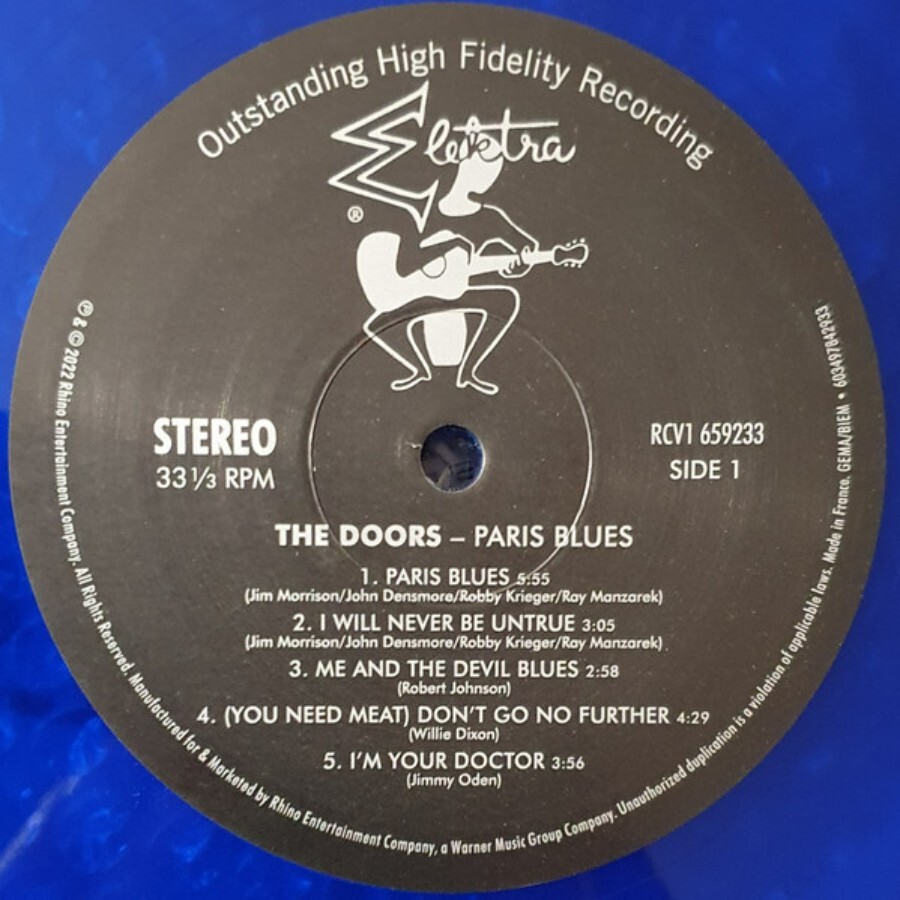 Outstanding High Fidelity Recording
Elektra
®
STEREO
33 1/3 RPM
RCV1 659233
SIDE 1
THE DOORS – PARIS BLUES
1. PARIS BLUES 5:55
(Jim Morrison/John Densmore/Robby Krieger/Ray Manzarek)
2. I WILL NEVER BE UNTRUE 3:05
(Jim Morrison/John Densmore/Robby Krieger/Ray Manzarek)
3. ME AND THE DEVIL BLUES 2:58
(Robert Johnson)
4. (YOU NEED MEAT) DON'T GO NO FURTHER 4:29
(Willie Dixon)
5. I'M YOUR DOCTOR 3:56
(Jimmy Oden)
℗ & © 2022 Rhino Entertainment Company. All Rights Reserved. Manufactured for & Marketed by Rhino Entertainment Company, a Warner Music Group Company. Unauthorized duplication is a violation of applicable laws. Made in France. GEMA/BIEM • 603497842933